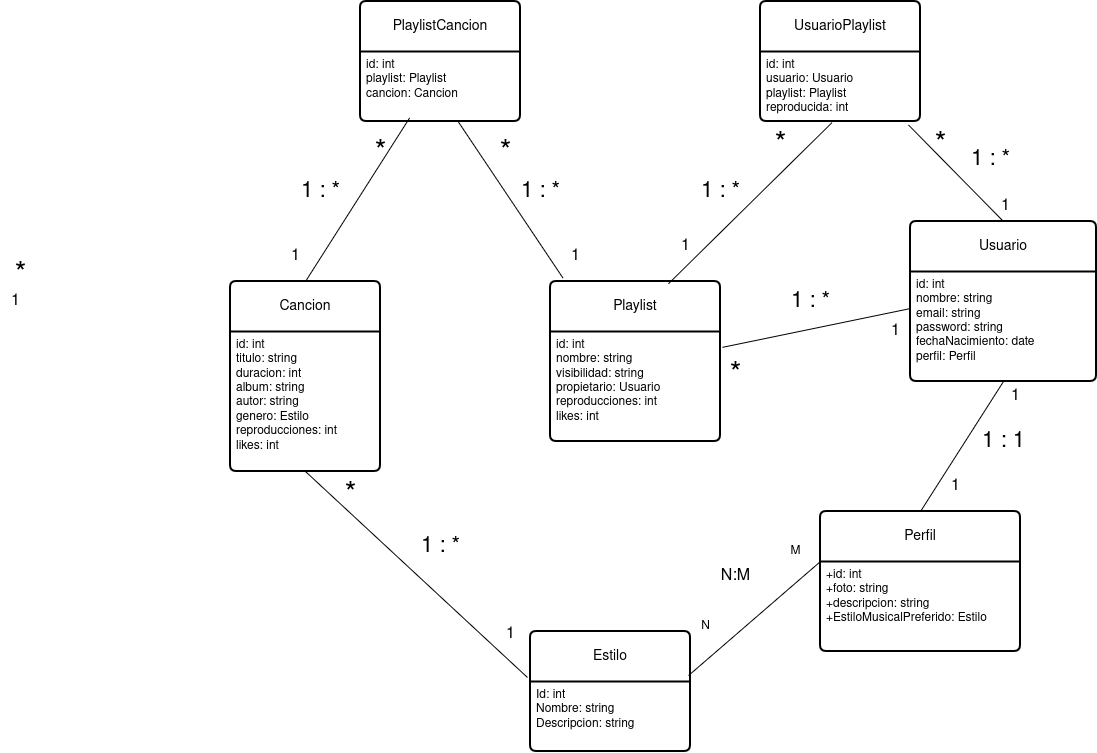 PlaylistCancion
id: int
playlist: Playlist
cancion: Cancion
UsuarioPlaylist
id: int
usuario: Usuario
playlist: Playlist
reproducida: int
*
*
*
*
1 : *
1 : *
1 : *
1 : *
1
1
1
1
*
1
Cancion
id: int
titulo: string
duracion: int
album: string
autor: string
genero: Estilo
reproducciones: int
likes: int
Playlist
id: int
nombre: string
visibilidad: string
propietario: Usuario
reproducciones: int
likes: int
1 : *
1
*
Usuario
id: int
nombre: string
email: string
password: string
fechaNacimiento: date
perfil: Perfil
1
1 : 1
1
*
1 : *
1
Perfil
+id: int
+foto: string
+descripcion: string
+EstiloMusicalPreferido: Estilo
M
N:M
N
Estilo
Id: int
Nombre: string
Descripcion: string